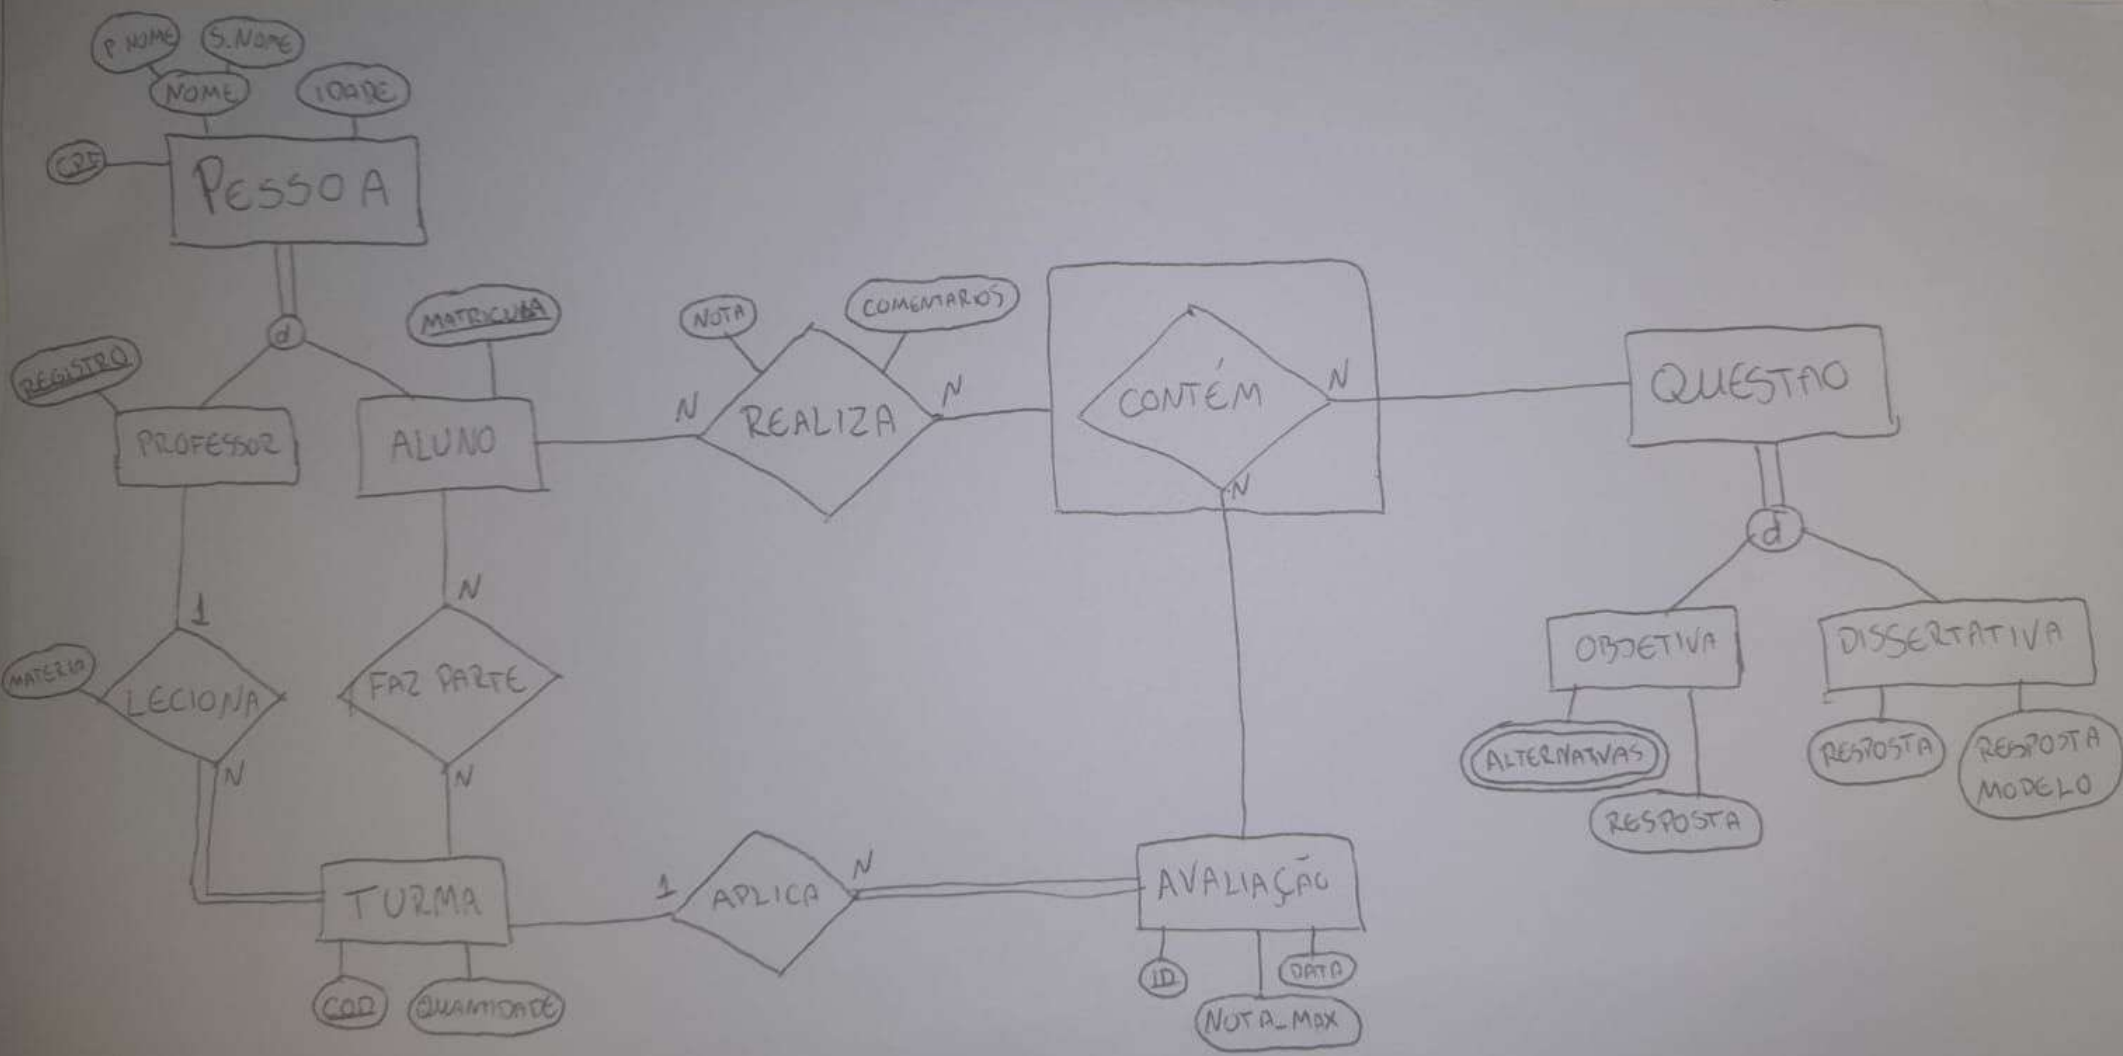 P NOME
S.NOME
NOME
IDADE
CPF
PESSOA
d
MATRICULA
REGISTRO
PROFESSOR
ALUNO
NOTA
COMENTARIOS
N
REALIZA
N
CONTÉM
N
N
QUESTAO
d
OBJETIVA
DISSERTATIVA
ALTERNATIVAS
RESPOSTA
RESPOSTA
RESPOSTA
MODELO
1
N
MATERIA
LECIONA
FAZ PARTE
N
N
TURMA
1
APLICA
N
AVALIAÇÃO
COD
QUANTIDADE
ID
DATA
NOTA_MAX